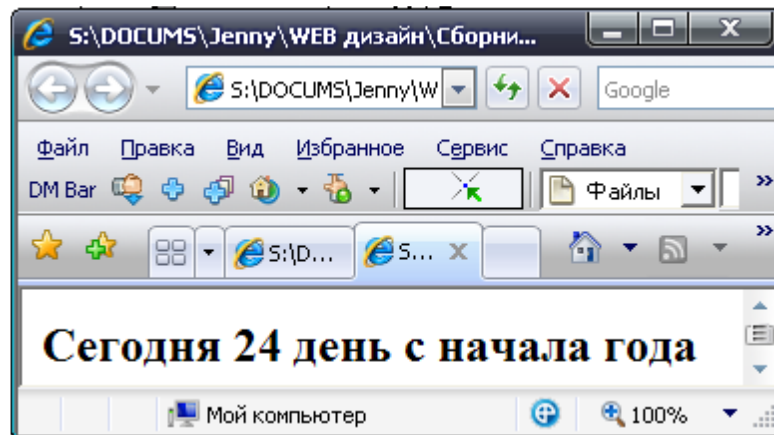 S:\DOCUMS\Jenny\WEB дизайн\Сборни...
S:\DOCUMS\Jenny\W
Google
Файл Правка Вид Избранное Сервис Справка
DM Bar Файлы »
S:\D... S... X »
Сегодня 24 день с начала года
Мой компьютер 100%